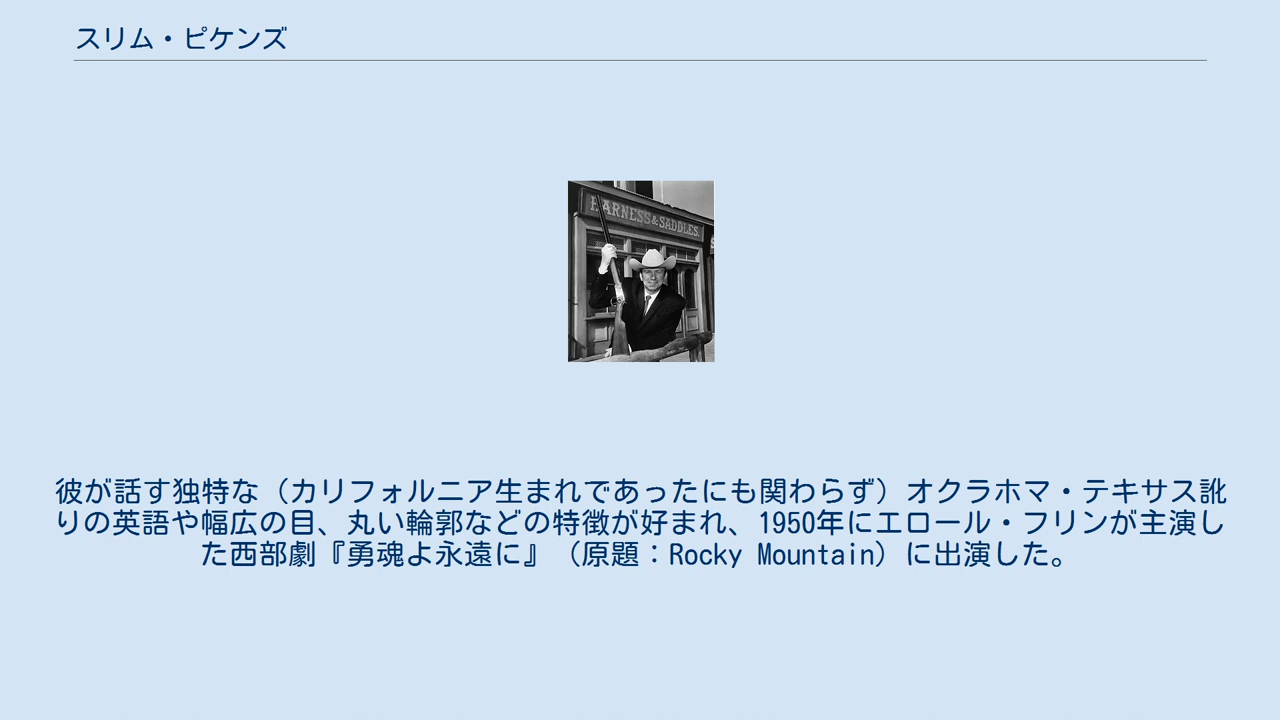 スリム・ピケンズ
HARNESS & SADDLES.
彼が話す独特な（カリフォルニア生まれであったにも関わらず）オクラホマ・テキサス訛
りの英語や幅広の目、丸い輪郭などの特徴が好まれ、1950年にエロール・フリンが主演し
た西部劇『勇魂よ永遠に』（原題：Rocky Mountain）に出演した。